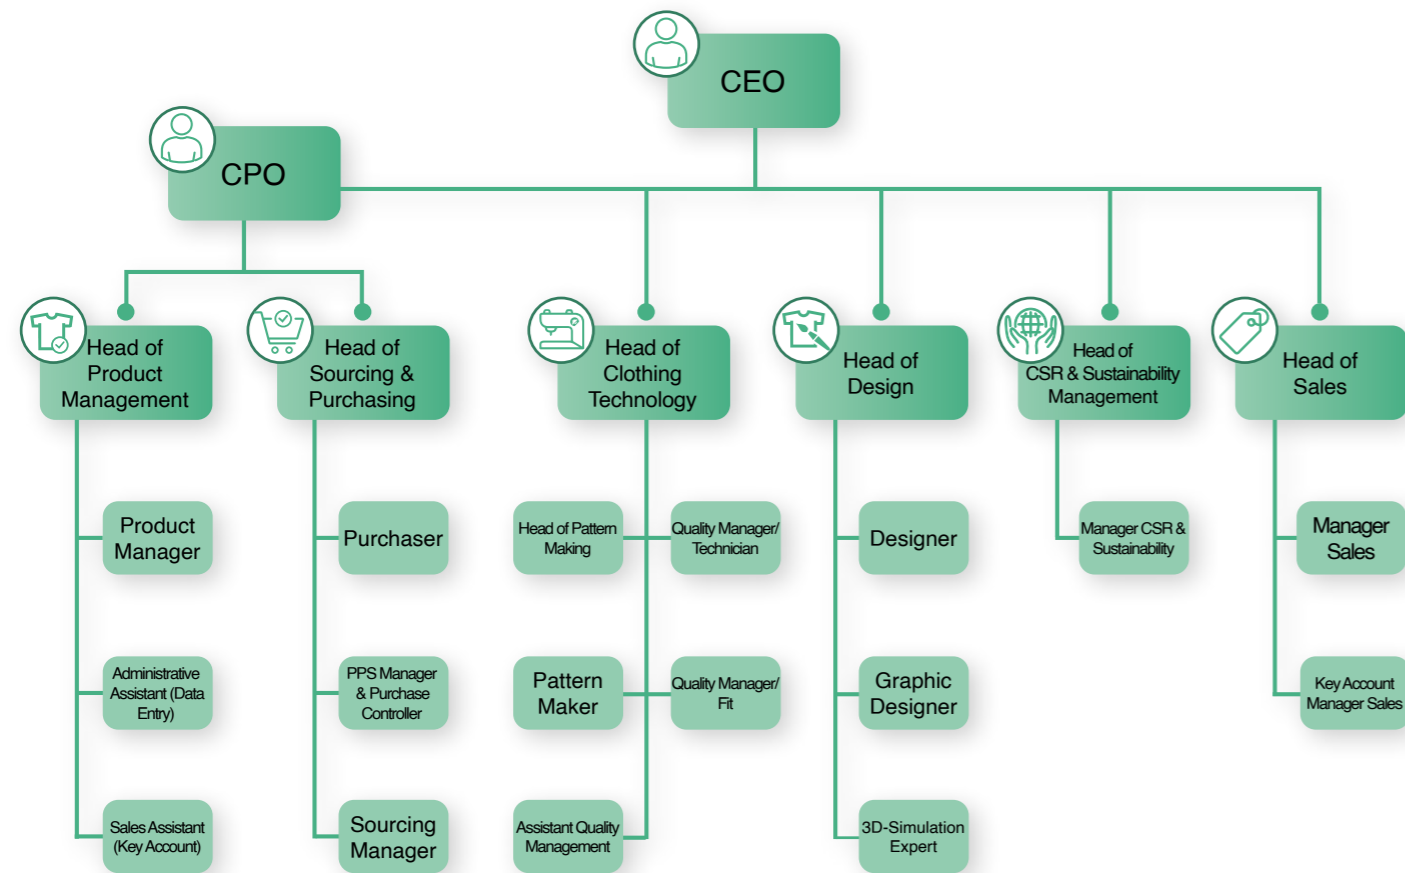 CEO
CPO
Head of
Product
Management
Head of
Sourcing &
Purchasing
Head of
Clothing
Technology
Head of
Design
Head of
CSR & Sustainability
Management
Head of
Sales
Product
Manager
Purchaser
Head of Pattern
Making
Quality Manager/
Technician
Designer
Manager CSR &
Sustainability
Manager
Sales
Administrative
Assistant (Data
Entry)
PPS Manager
& Purchase
Controller
Pattern
Maker
Quality Manager/
Fit
Graphic
Designer
Key Account
Manager Sales
Sales Assistant
(Key Account)
Sourcing
Manager
Assistant Quality
Management
3D-Simulation
Expert